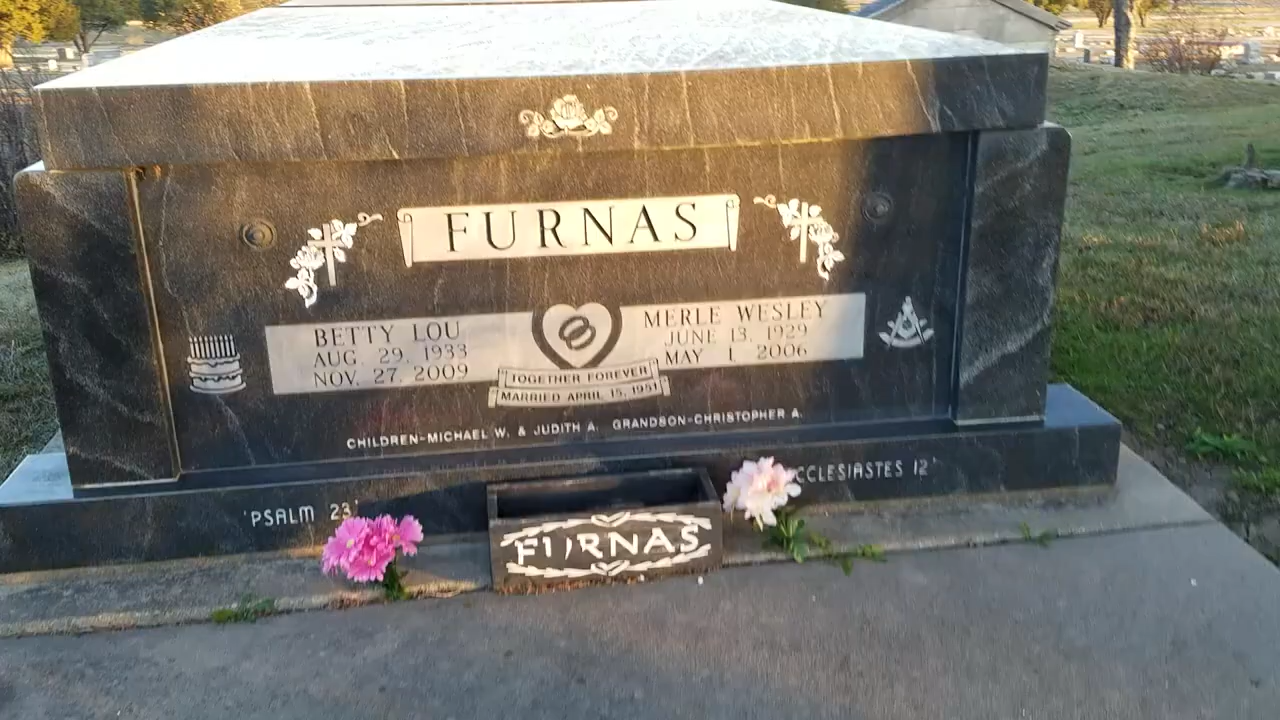 FURNAS
BETTY LOU
AUG. 29, 1933
NOV. 27, 2009
MERLE WESLEY
JUNE 13, 1929
MAY 1, 2006
TOGETHER FOREVER
MARRIED APRIL 15, 1951
CHILDREN-MICHAEL W. & JUDITH A. GRANDSON-CHRISTOPHER A.
'PSALM 23'
CCLESIASTES 12'
FURNAS